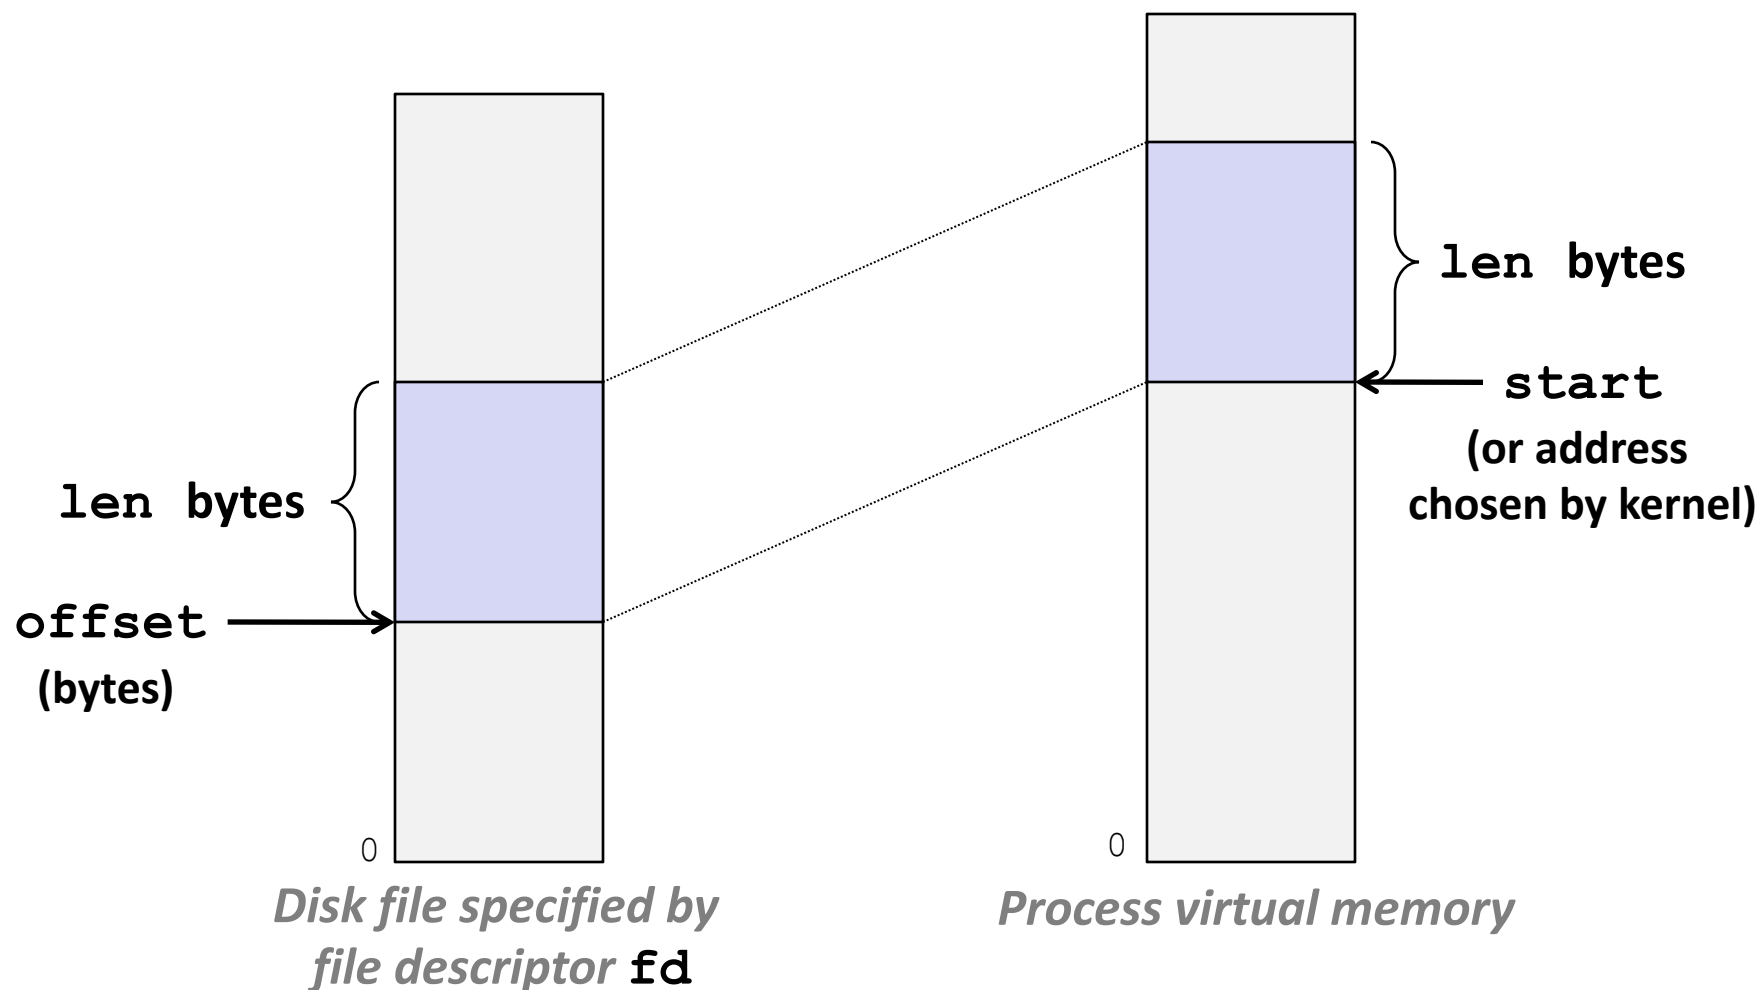 len bytes
start
(or address
chosen by kernel)
len bytes
offset
(bytes)
0
0
Disk file specified by
file descriptor fd
Process virtual memory